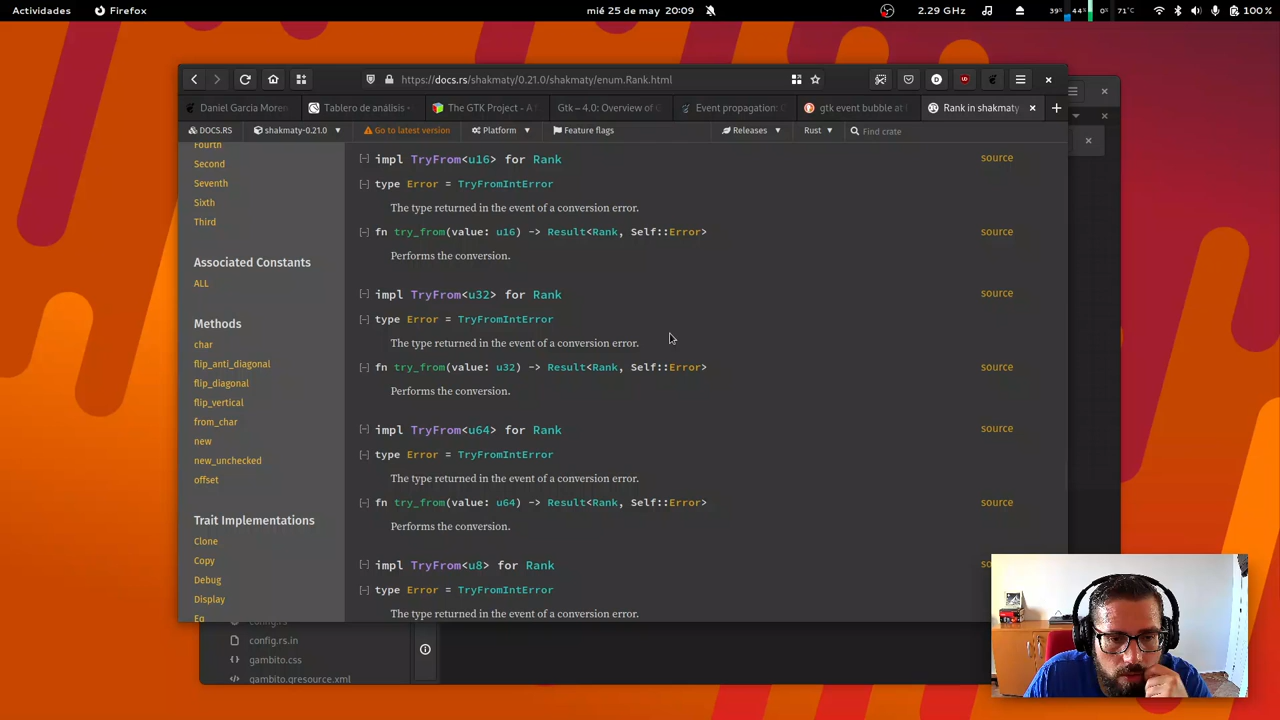 Actividades
Firefox
mié 25 de may 20:09
2.29 GHz
39%
44%
0%
71°C
100 %
https://docs.rs/shakmaty/0.21.0/shakmaty/enum.Rank.html
Daniel García Moren
Tablero de análisis
The GTK Project - A f
Gtk – 4.0: Overview of G
Event propagation: G
gtk event bubble at
Rank in shakmaty
DOCS.RS
shakmaty-0.21.0
Go to latest version
Platform
Feature flags
Releases
Rust
Find crate
Fourth
Second
Seventh
Sixth
Third
Associated Constants
ALL
Methods
char
flip_anti_diagonal
flip_diagonal
flip_vertical
from_char
new
new_unchecked
offset
Trait Implementations
Clone
Copy
Debug
Display
Eq
[−] impl TryFrom<u16> for Rank source
[−] type Error = TryFromIntError
The type returned in the event of a conversion error.
[−] fn try_from(value: u16) -> Result<Rank, Self::Error> source
Performs the conversion.
[−] impl TryFrom<u32> for Rank source
[−] type Error = TryFromIntError
The type returned in the event of a conversion error.
[−] fn try_from(value: u32) -> Result<Rank, Self::Error> source
Performs the conversion.
[−] impl TryFrom<u64> for Rank source
[−] type Error = TryFromIntError
The type returned in the event of a conversion error.
[−] fn try_from(value: u64) -> Result<Rank, Self::Error> source
Performs the conversion.
[−] impl TryFrom<u8> for Rank
[−] type Error = TryFromIntError
The type returned in the event of a conversion error.
config.rs
config.rs.in
gambito.css
gambito.gresource.xml